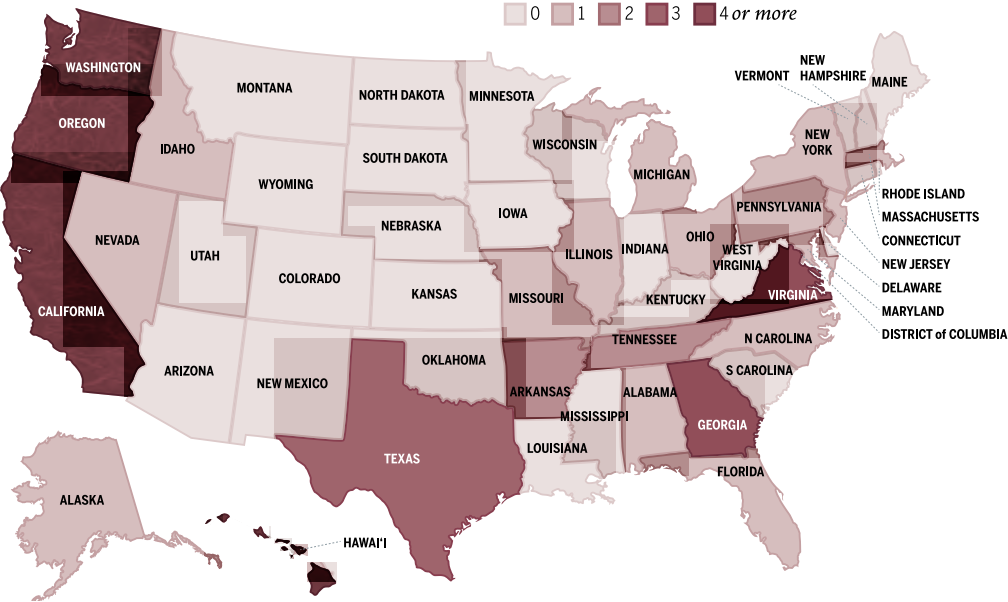 0 1 2 3 4 or more
NEW
HAMPSHIRE
VERMONT
MAINE
WASHINGTON
MONTANA
NORTH DAKOTA
MINNESOTA
OREGON
IDAHO
SOUTH DAKOTA
WISCONSIN
MICHIGAN
NEW
YORK
WYOMING
RHODE ISLAND
MASSACHUSETTS
CONNECTICUT
NEW JERSEY
DELAWARE
MARYLAND
DISTRICT of COLUMBIA
NEBRASKA
IOWA
PENNSYLVANIA
NEVADA
UTAH
COLORADO
KANSAS
MISSOURI
ILLINOIS
INDIANA
OHIO
WEST
VIRGINIA
VIRGINIA
KENTUCKY
CALIFORNIA
ARIZONA
NEW MEXICO
OKLAHOMA
ARKANSAS
TENNESSEE
N CAROLINA
S CAROLINA
MISSISSIPPI
ALABAMA
GEORGIA
TEXAS
LOUISIANA
FLORIDA
ALASKA
HAWAIʻI